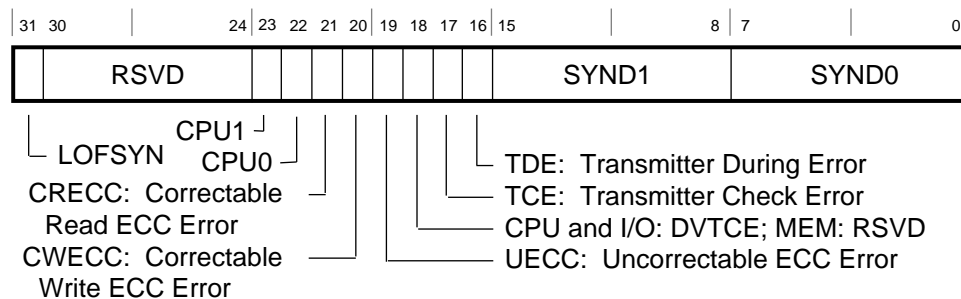 31 30 24 23 22 21 20 19 18 17 16 15 8 7 0
RSVD SYND1 SYND0
CPU1
LOFSYN CPU0 TDE: Transmitter During Error
CRECC: Correctable TCE: Transmitter Check Error
Read ECC Error CPU and I/O: DVTCE; MEM: RSVD
CWECC: Correctable UECC: Uncorrectable ECC Error
Write ECC Error